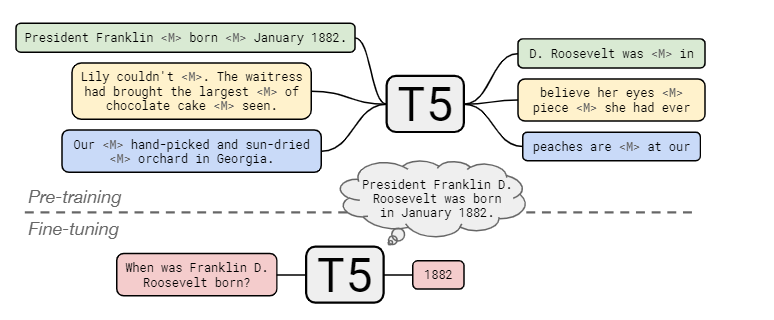 President Franklin <M> born <M> January 1882.
Lily couldn't <M>. The waitress
had brought the largest <M> of
chocolate cake <M> seen.
Our <M> hand-picked and sun-dried
<M> orchard in Georgia.
T5
D. Roosevelt was <M> in
believe her eyes <M>
piece <M> she had ever
peaches are <M> at our
President Franklin D.
Roosevelt was born
in January 1882.
Pre-training
Fine-tuning
When was Franklin D.
Roosevelt born?
T5
1882